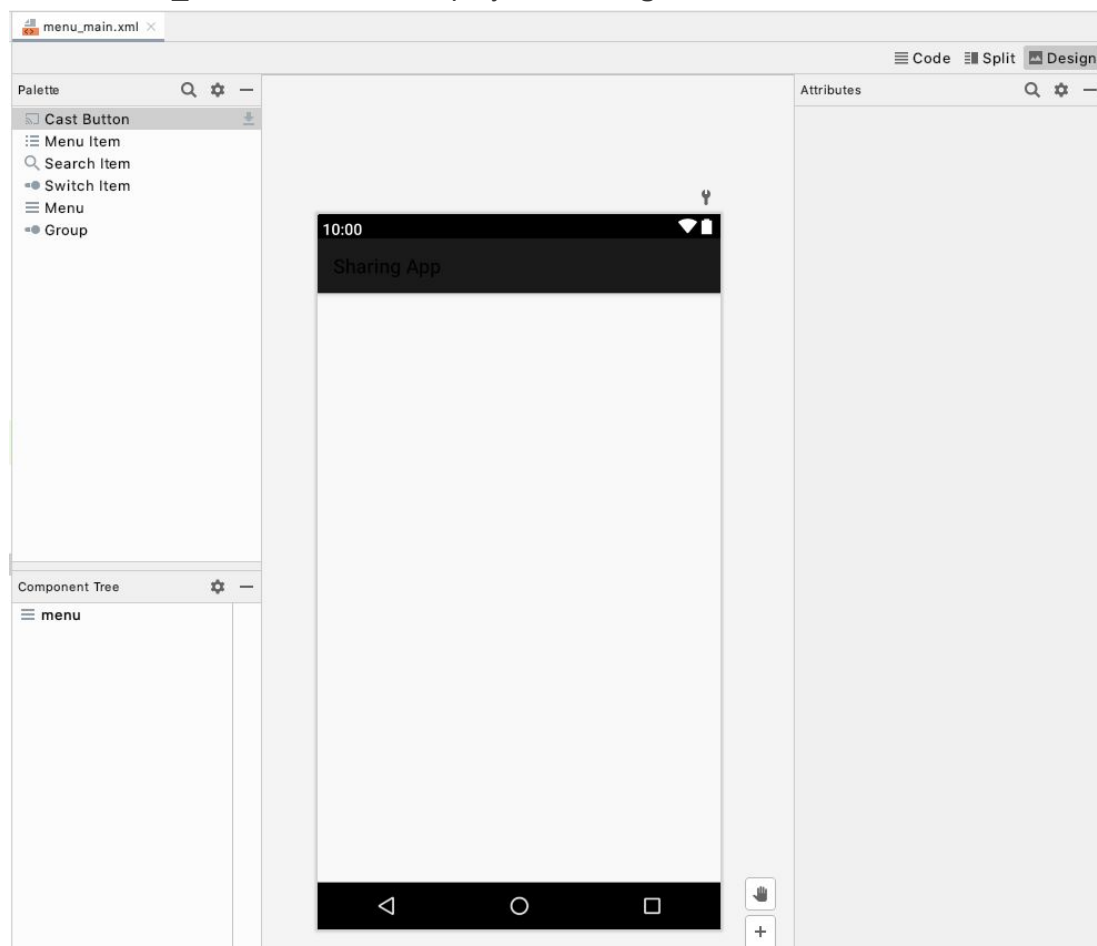 menu_main.xml
Code Split Design
Palette
Cast Button
Menu Item
Search Item
Switch Item
Menu
Group
10:00
Sharing App
Component Tree
menu
Attributes